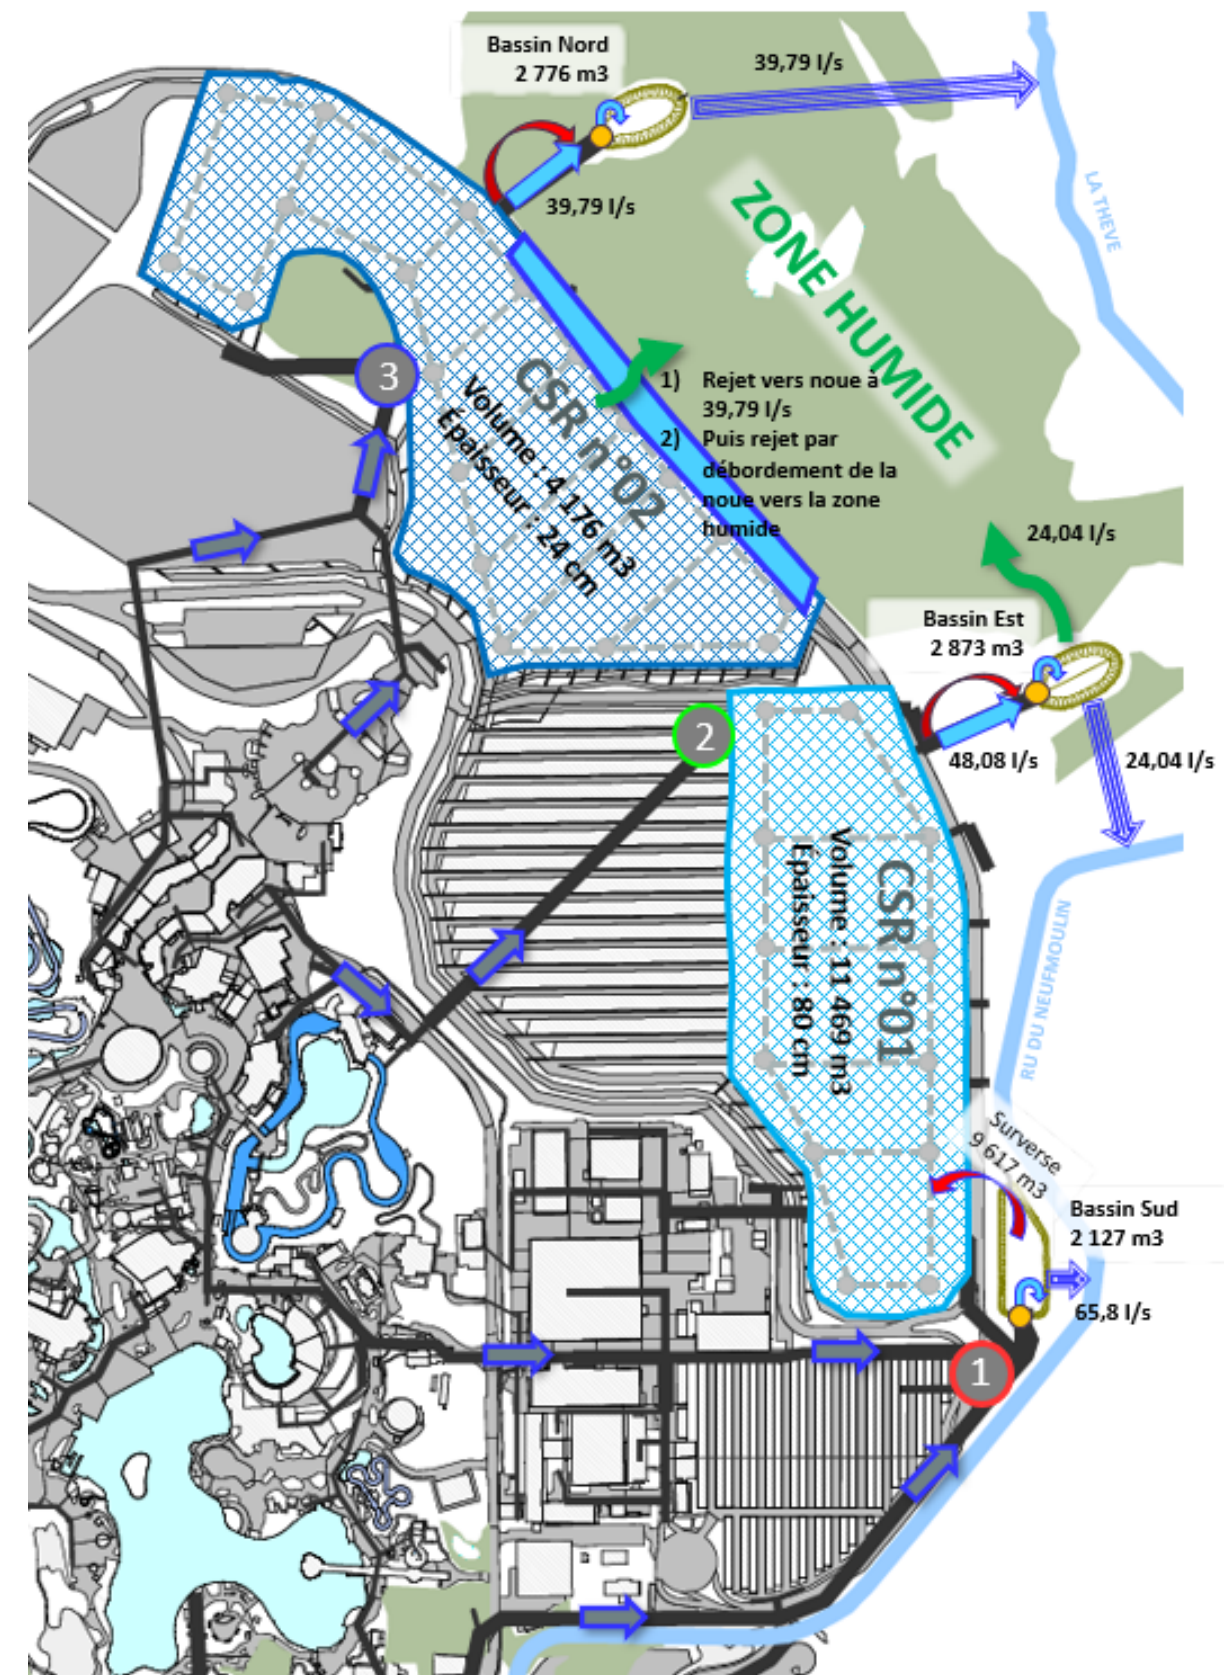 Bassin Nord
2 776 m3
39,79 l/s
39,79 l/s
LA THEVE
ZONE HUMIDE
3
CSR n°02
Volume : 4 176 m3
Épaisseur : 24 cm
1) Rejet vers noue à
39,79 l/s
2) Puis rejet par
débordement de la
noue vers la zone
humide
24,04 l/s
Bassin Est
2 873 m3
48,08 l/s
24,04 l/s
2
CSR n°01
Volume : 11 469 m3
Épaisseur : 80 cm
RU DU NEUFMOULIN
Surverse
9 617 m3
Bassin Sud
2 127 m3
65,8 l/s
1